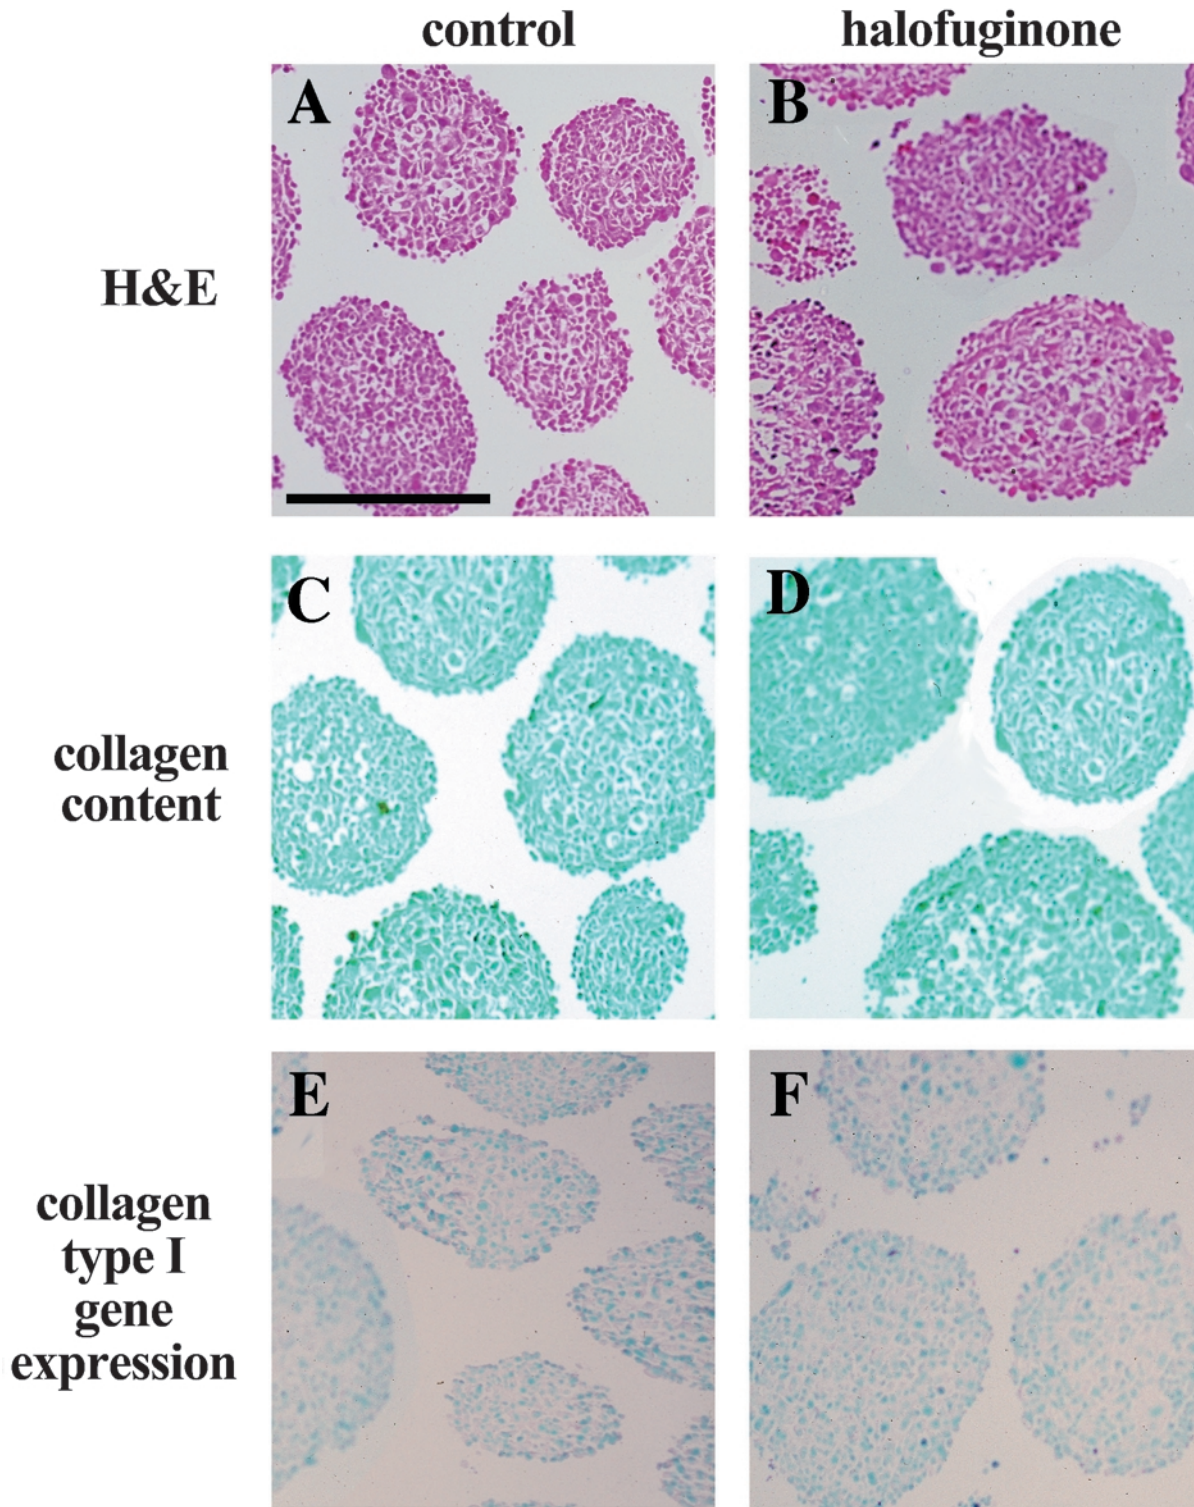 control
halofuginone
A
B
H&E
C
D
collagen
content
E
F
collagen
type I
gene
expression